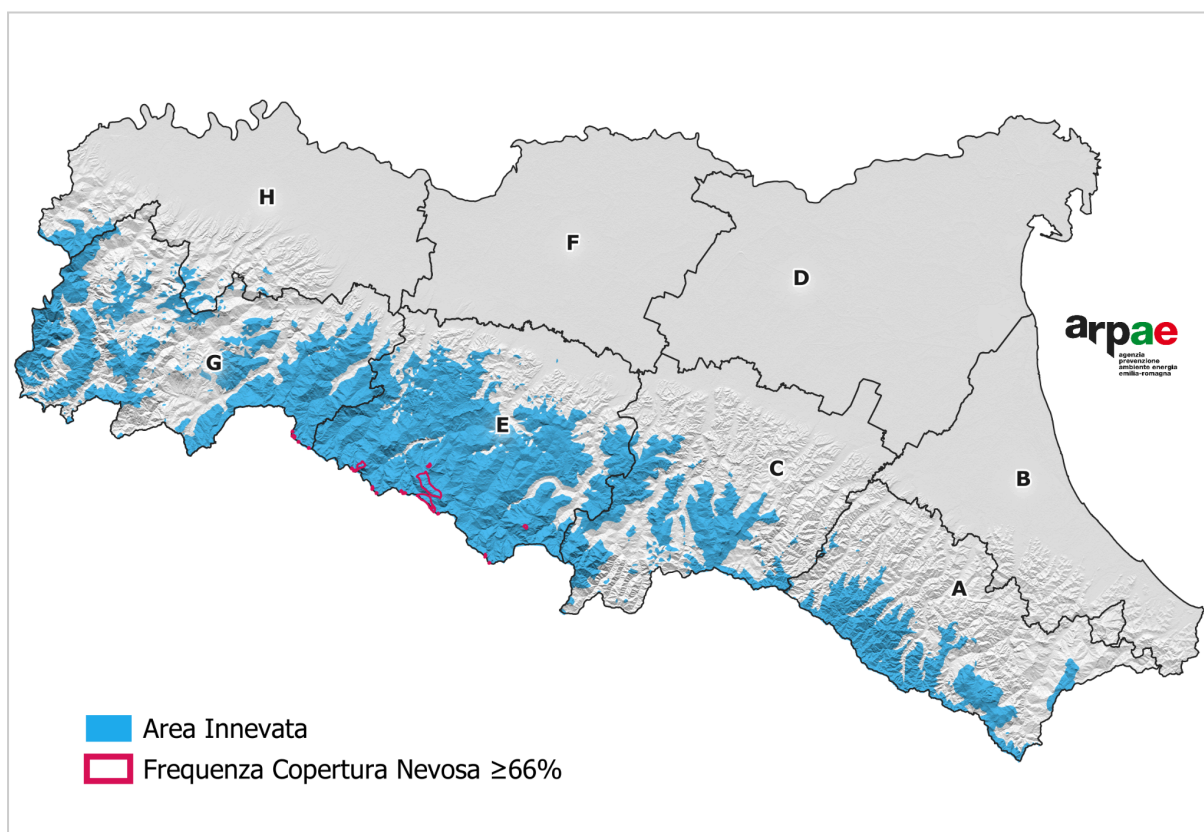 H
F
D
arpae
agenzia
prevenzione
ambiente energia
emilia-romagna
G
E
C
B
A
Area Innevata
Frequenza Copertura Nevosa ≥66%